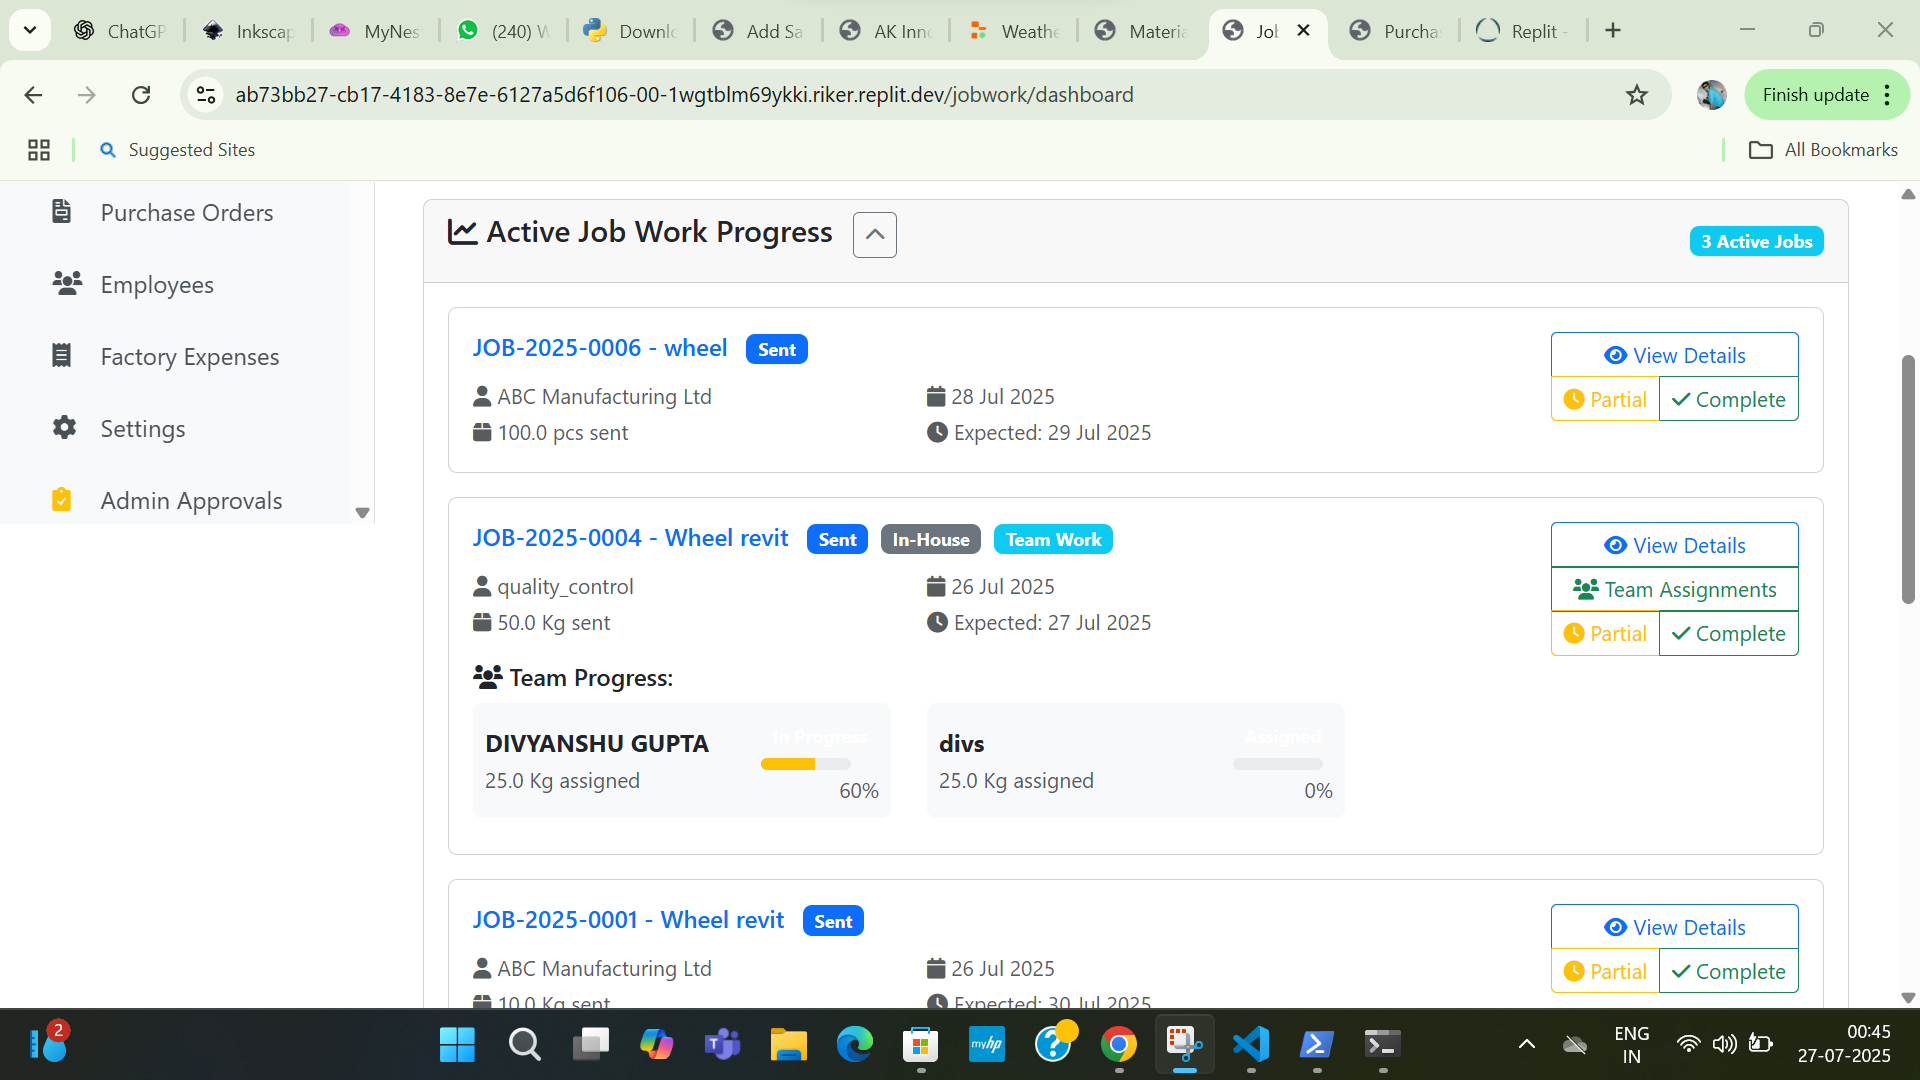 ChatGP
Inkscap
MyNes
(240) W
Downlo
Add Sa
AK Inno
Weathe
Materia
Job
Purcha
Replit -
ab73bb27-cb17-4183-8e7e-6127a5d6f106-00-1wgtblm69ykki.riker.replit.dev/jobwork/dashboard
Finish update
Suggested Sites
All Bookmarks
Purchase Orders
Employees
Factory Expenses
Settings
Admin Approvals
Active Job Work Progress
3 Active Jobs
JOB-2025-0006 - wheel Sent
ABC Manufacturing Ltd
28 Jul 2025
100.0 pcs sent
Expected: 29 Jul 2025
View Details
Partial
Complete
JOB-2025-0004 - Wheel revit Sent In-House Team Work
quality_control
26 Jul 2025
50.0 Kg sent
Expected: 27 Jul 2025
View Details
Team Assignments
Partial
Complete
Team Progress:
DIVYANSHU GUPTA
In Progress
25.0 Kg assigned
60%
divs
Assigned
25.0 Kg assigned
0%
JOB-2025-0001 - Wheel revit Sent
ABC Manufacturing Ltd
26 Jul 2025
10.0 Kg sent
Expected: 30 Jul 2025
View Details
Partial
Complete
2
myhp
ENG
IN
00:45
27-07-2025